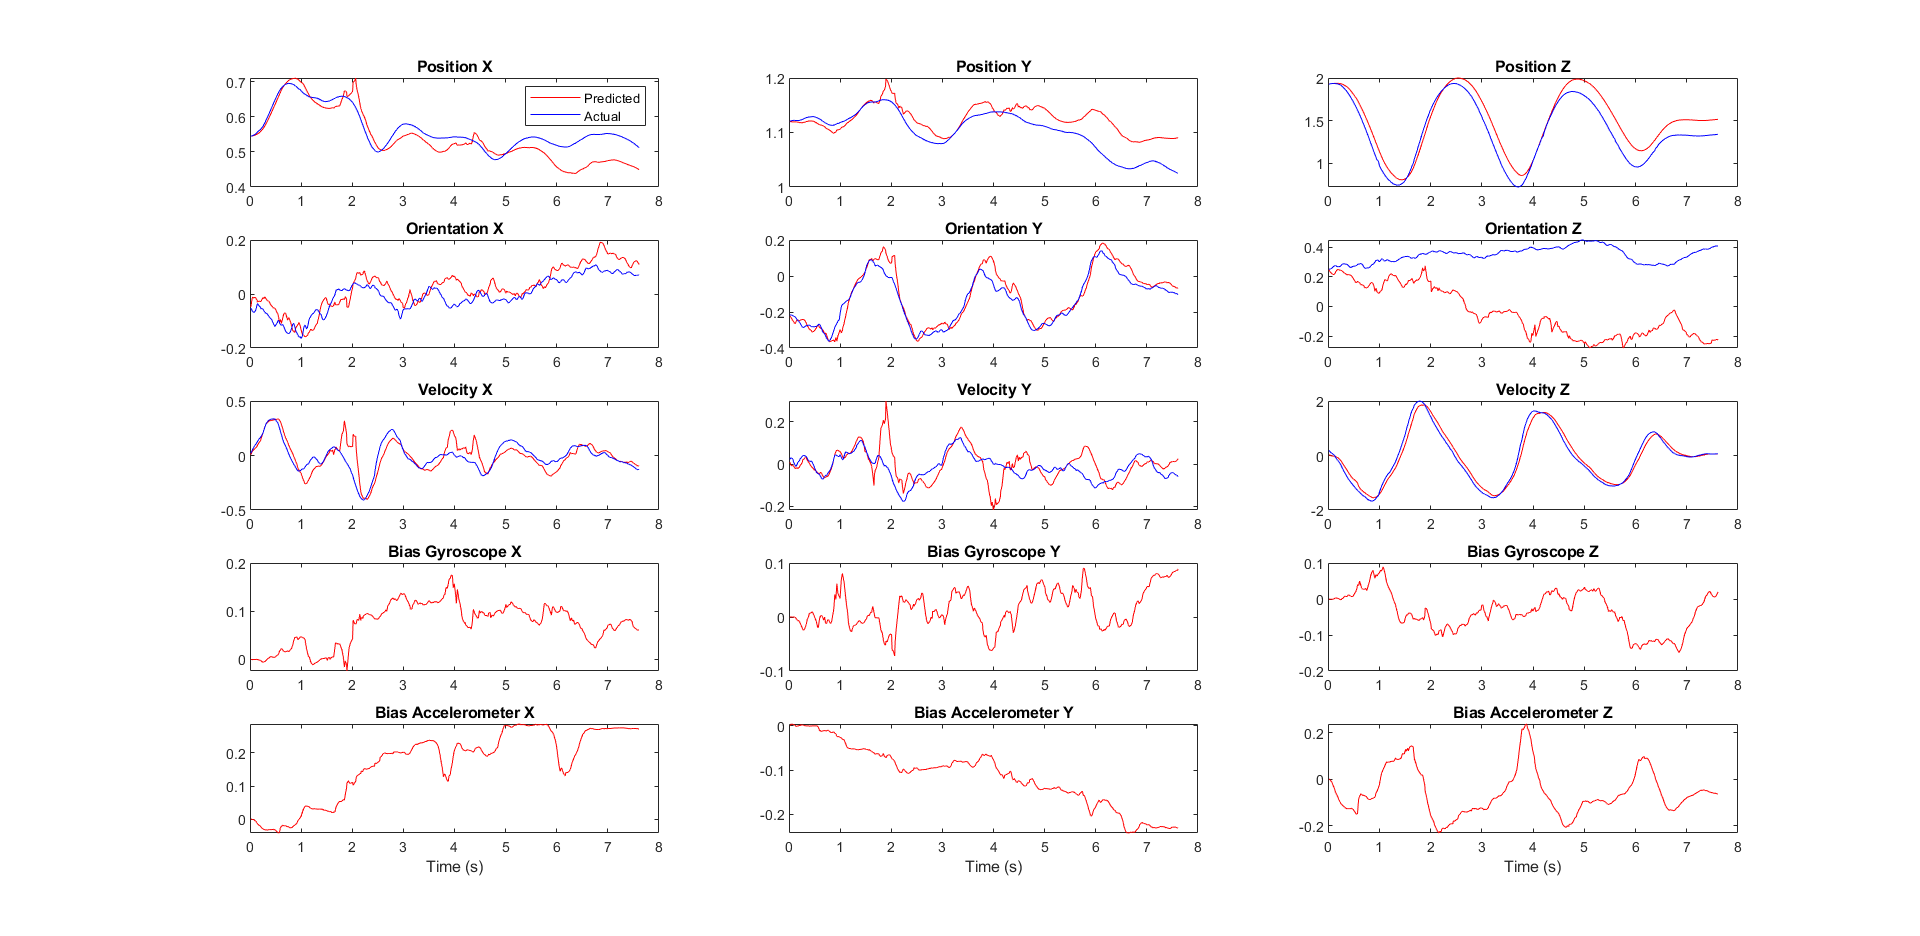 Position X
0.7
0.6
0.5
0.4
Predicted
Actual
0 1 2 3 4 5 6 7 8
Position Y
1.2
1.1
1
0 1 2 3 4 5 6 7 8
Position Z
2
1.5
1
0 1 2 3 4 5 6 7 8
Orientation X
0.2
0
-0.2
0 1 2 3 4 5 6 7 8
Orientation Y
0.2
0
-0.2
-0.4
0 1 2 3 4 5 6 7 8
Orientation Z
0.4
0.2
0
-0.2
0 1 2 3 4 5 6 7 8
Velocity X
0.5
0
-0.5
0 1 2 3 4 5 6 7 8
Velocity Y
0.2
0
-0.2
0 1 2 3 4 5 6 7 8
Velocity Z
2
0
-2
0 1 2 3 4 5 6 7 8
Bias Gyroscope X
0.2
0.1
0
0 1 2 3 4 5 6 7 8
Bias Gyroscope Y
0.1
0
-0.1
0 1 2 3 4 5 6 7 8
Bias Gyroscope Z
0.1
0
-0.1
-0.2
0 1 2 3 4 5 6 7 8
Bias Accelerometer X
0.2
0.1
0
0 1 2 3 4 5 6 7 8
Time (s)
Bias Accelerometer Y
0
-0.1
-0.2
0 1 2 3 4 5 6 7 8
Time (s)
Bias Accelerometer Z
0.2
0
-0.2
0 1 2 3 4 5 6 7 8
Time (s)